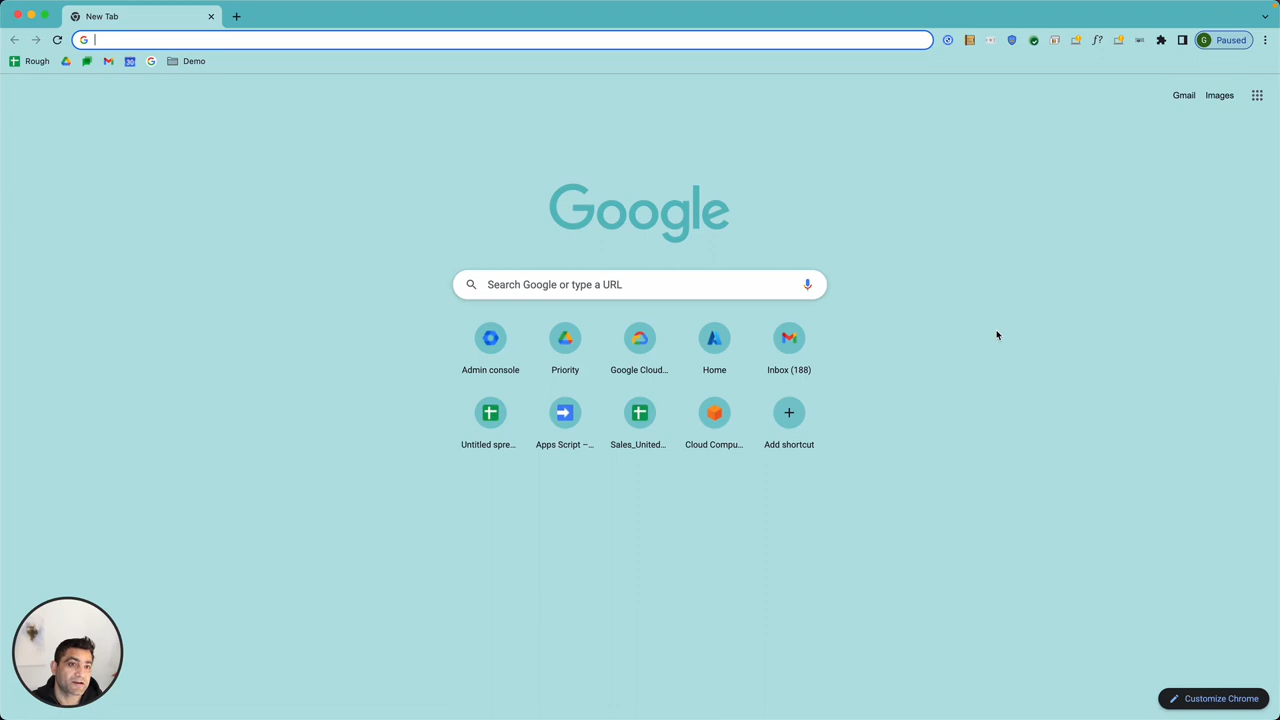 New Tab
Paused
Rough
30
Demo
Gmail Images
Google
Search Google or type a URL
Admin console Priority Google Cloud... Home Inbox (188)
Untitled spre... Apps Script –... Sales_United... Cloud Compu... Add shortcut
Customize Chrome